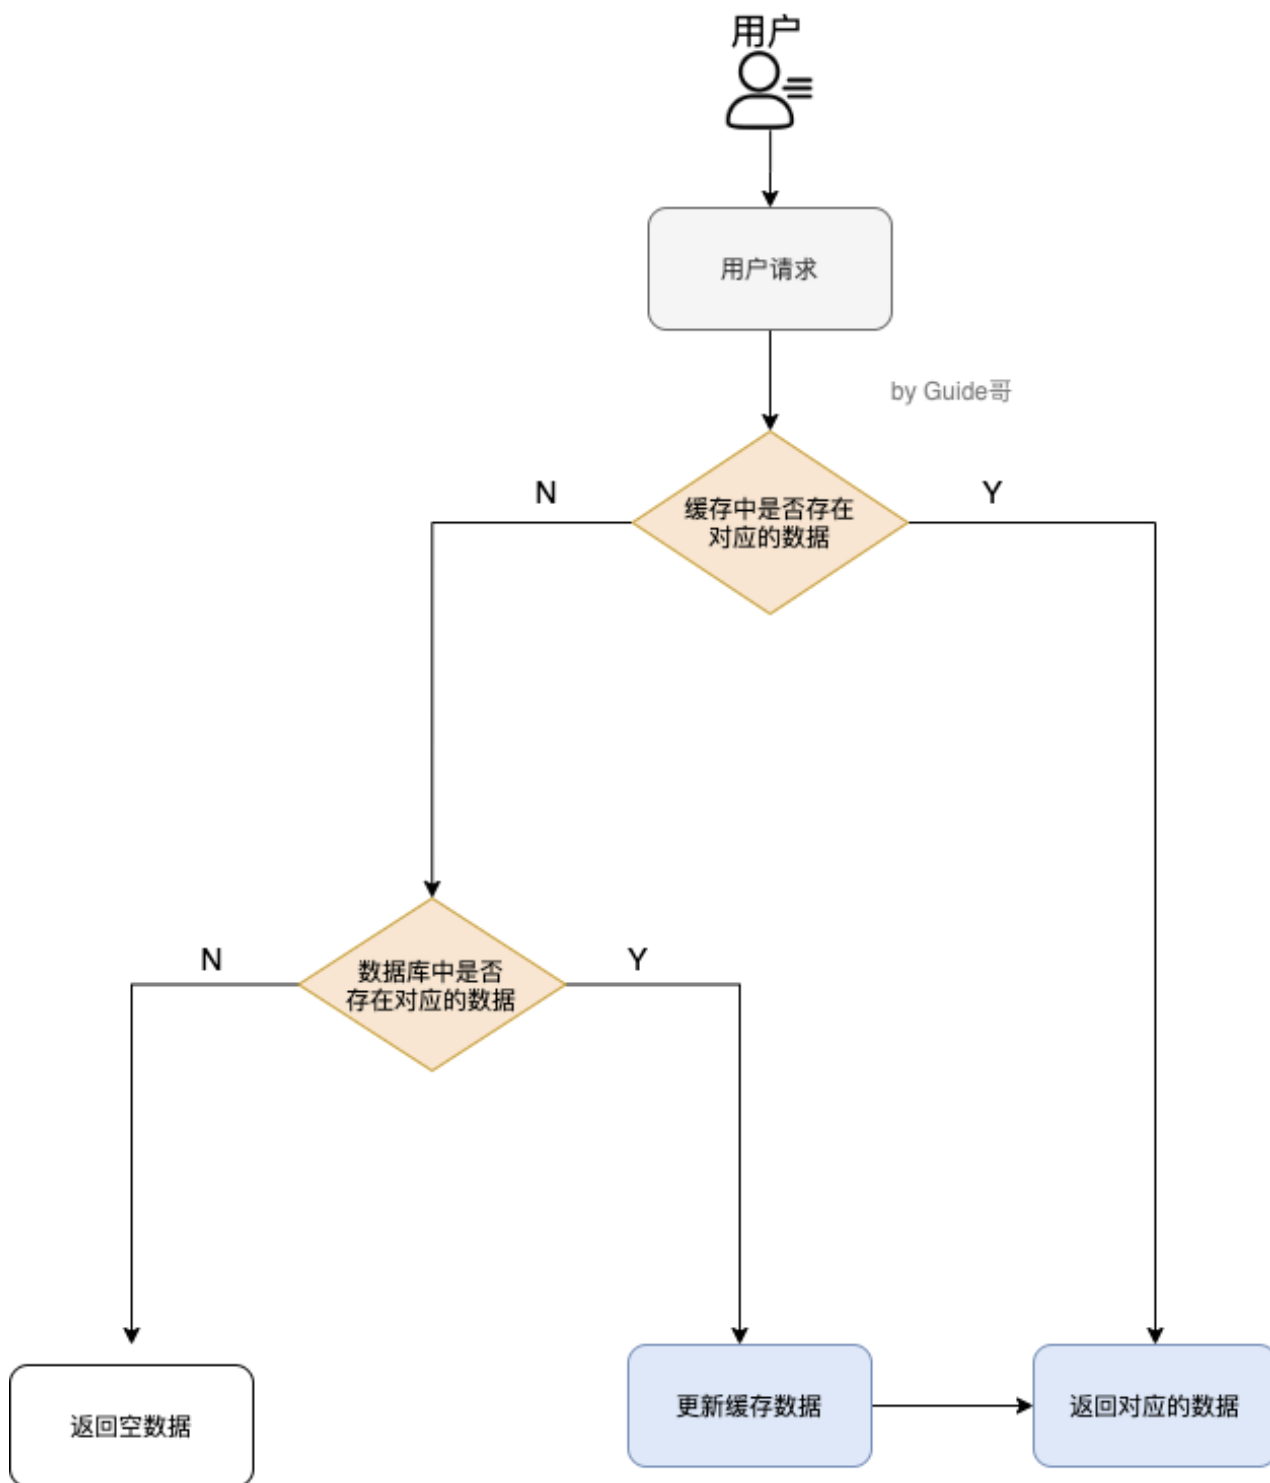 用户
用户请求
by Guide哥
N
Y
缓存中是否存在
对应的数据
N
Y
数据库中是否
存在对应的数据
返回空数据
更新缓存数据
返回对应的数据